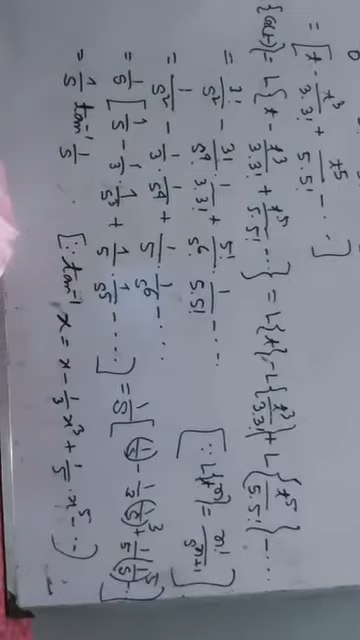 0
= [t - t³/3.3! + t⁵/5.5! - ... ]
L{t - t³/3.3! + t⁵/5.5! ...} = L{t} - L{t³/3.3!} + L{t⁵/5.5!} - ....
= 1!/s² - 3!/s⁴ . 1/3.3! + 5!/s⁶ . 1/5.5! - ....
= 1/s² - 1/3 . 1/s⁴ + 1/5 . 1/s⁶ - .... [∵ L{tⁿ} = n!/sⁿ⁺¹]
= 1/s [1/s - 1/3 . 1/s³ + 1/5 . 1/s⁵ - ....] = 1/s [(1/s) - 1/3 (1/s)³ + 1/5 (1/s)⁵ ..]
= 1/s tan⁻¹ 1/s . [∵ tan⁻¹ x = x - 1/3 x³ + 1/5 . x⁵ - ..)